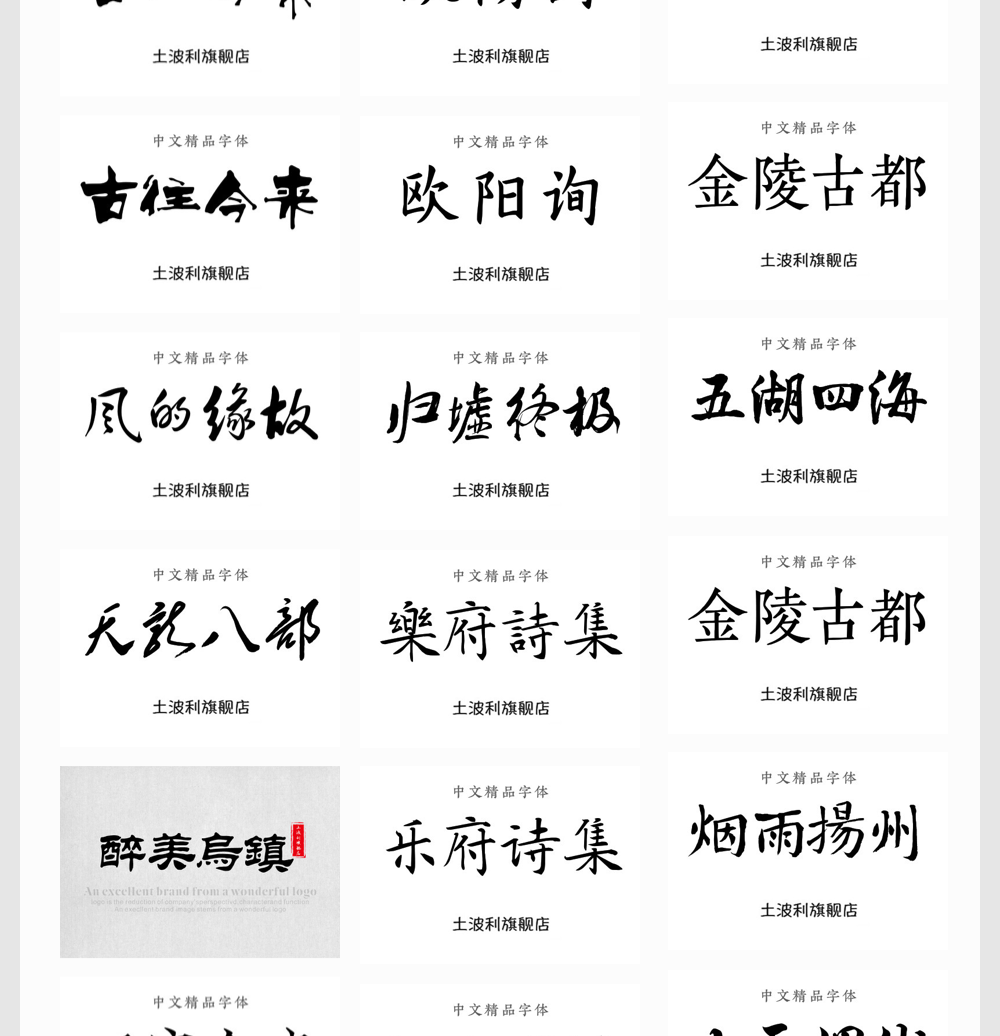 土波利旗舰店
土波利旗舰店
土波利旗舰店
中文精品字体
古往今来
土波利旗舰店
中文精品字体
欧阳询
土波利旗舰店
中文精品字体
金陵古都
土波利旗舰店
中文精品字体
风的缘故
土波利旗舰店
中文精品字体
归墟终极
土波利旗舰店
中文精品字体
五湖四海
土波利旗舰店
中文精品字体
天龙八部
土波利旗舰店
中文精品字体
樂府詩集
土波利旗舰店
中文精品字体
金陵古都
土波利旗舰店
醉美烏鎮
An excellent brand from a wonderful logo
中文精品字体
乐府诗集
土波利旗舰店
中文精品字体
烟雨揚州
土波利旗舰店
中文精品字体
中文精品字体
中文精品字体